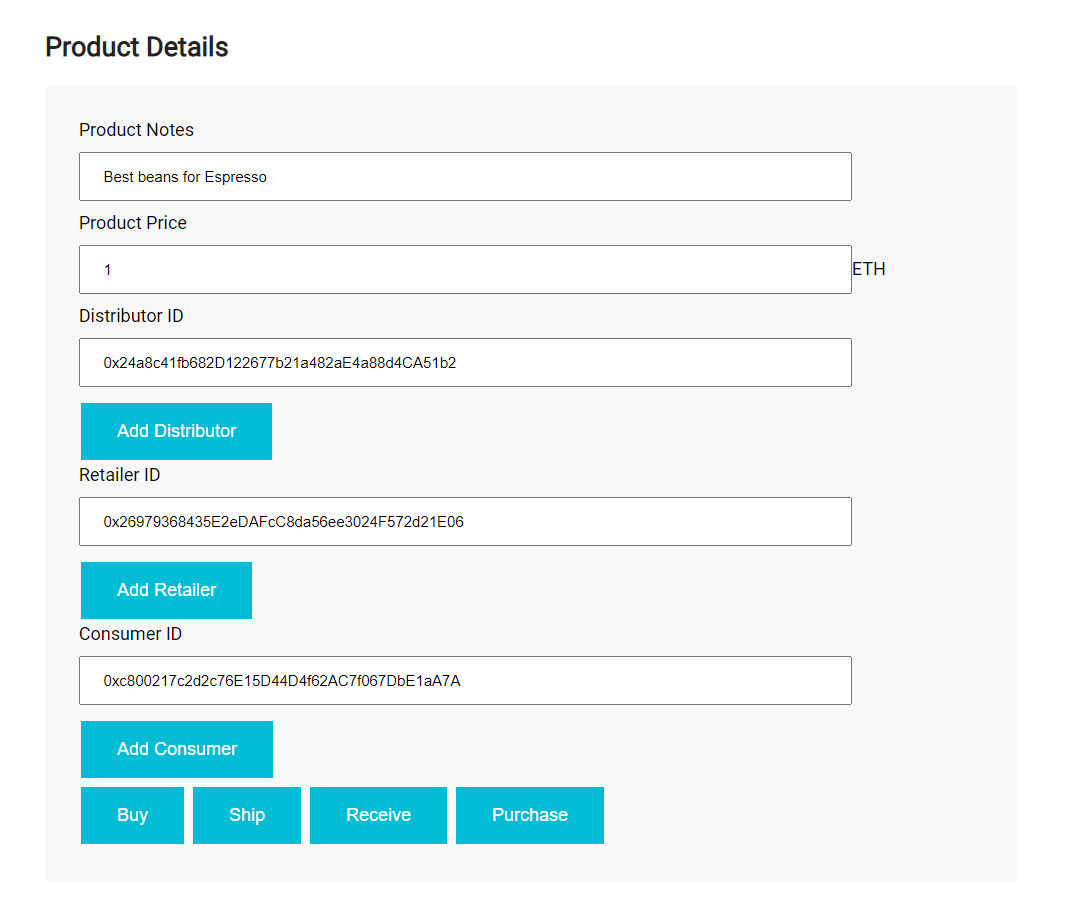 Product Details
Product Notes
Best beans for Espresso
Product Price
1 ETH
Distributor ID
0x24a8c41fb682D122677b21a482aE4a88d4CA51b2
Add Distributor
Retailer ID
0x26979368435E2eDAFcC8da56ee3024F572d21E06
Add Retailer
Consumer ID
0xc800217c2d2c76E15D44D4f62AC7f067DbE1aA7A
Add Consumer
Buy Ship Receive Purchase